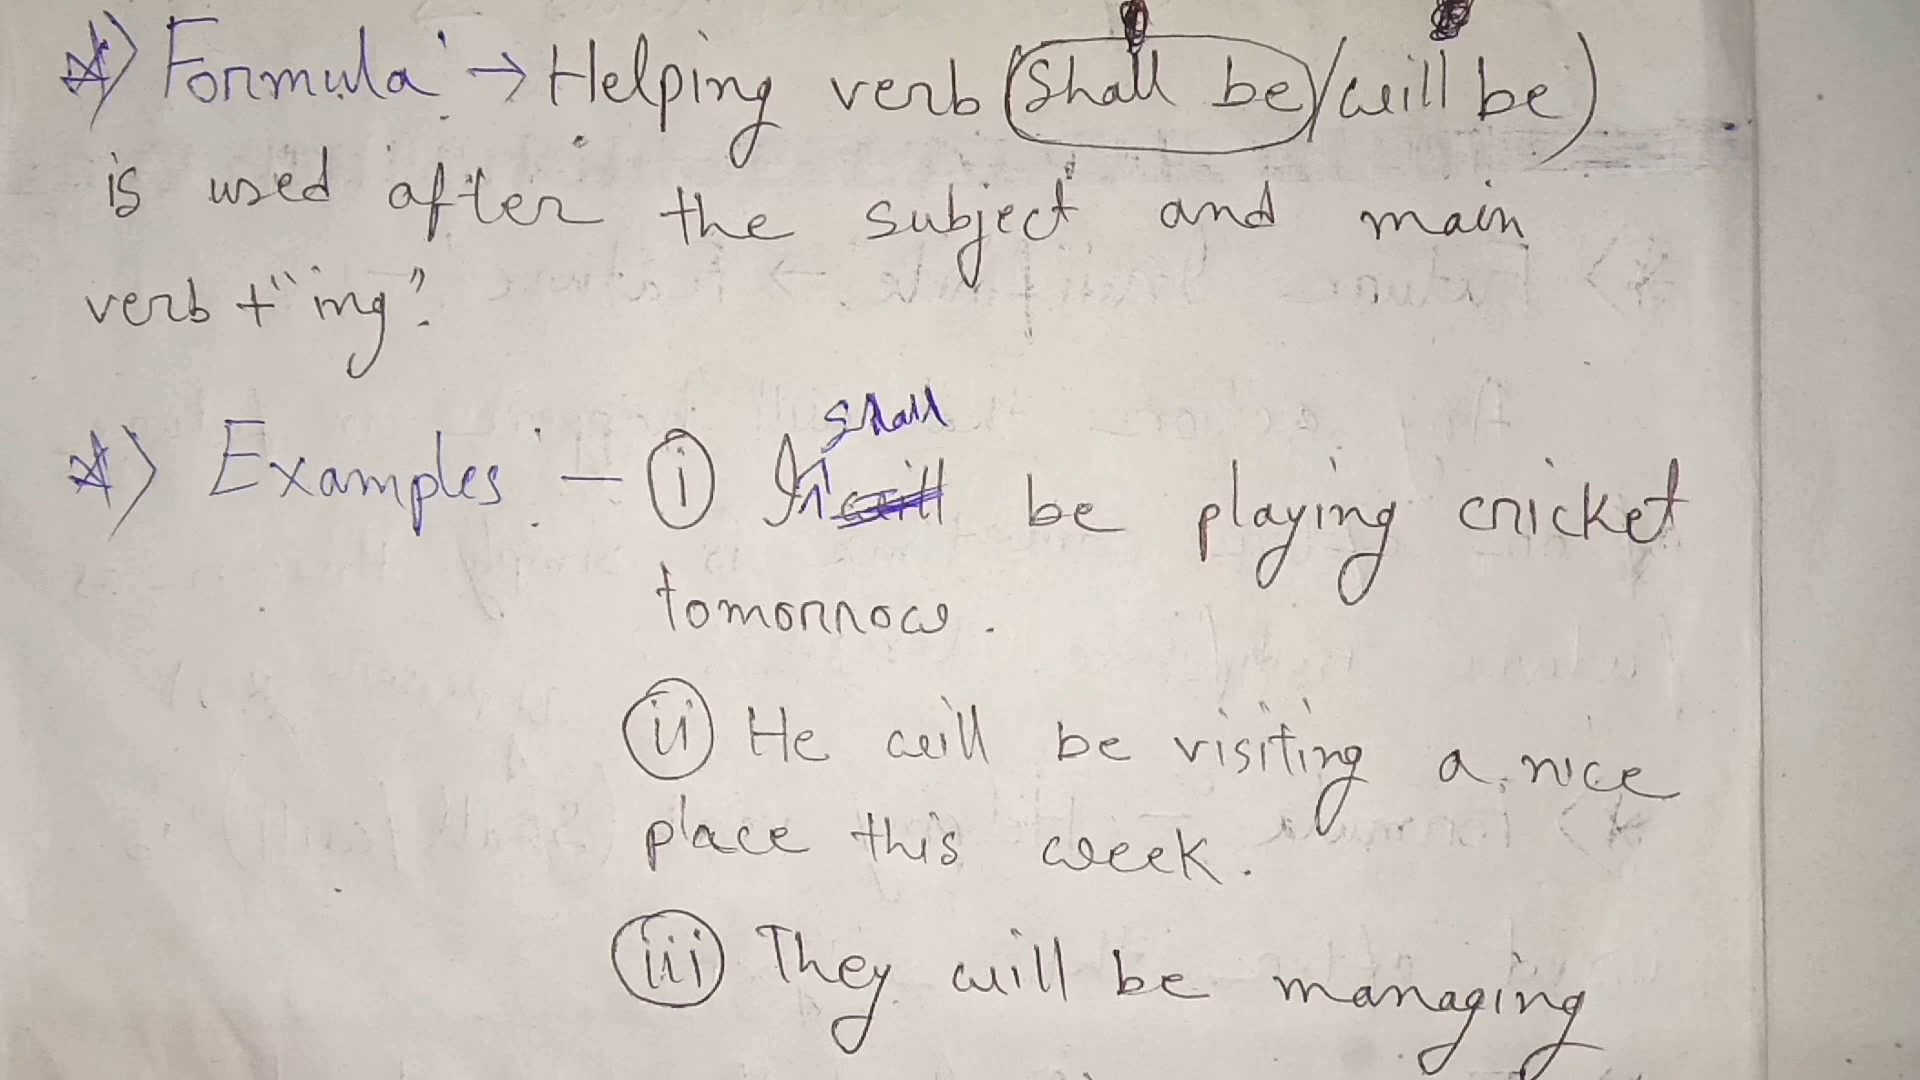 *) Formula :→ Helping verb (shall be/will be)
is used after the subject and main
verb + "ing".
*) Examples :- (i) I shall be playing cricket
tomorrow.
(ii) He will be visiting a nice
place this week.
(iii) They will be managing